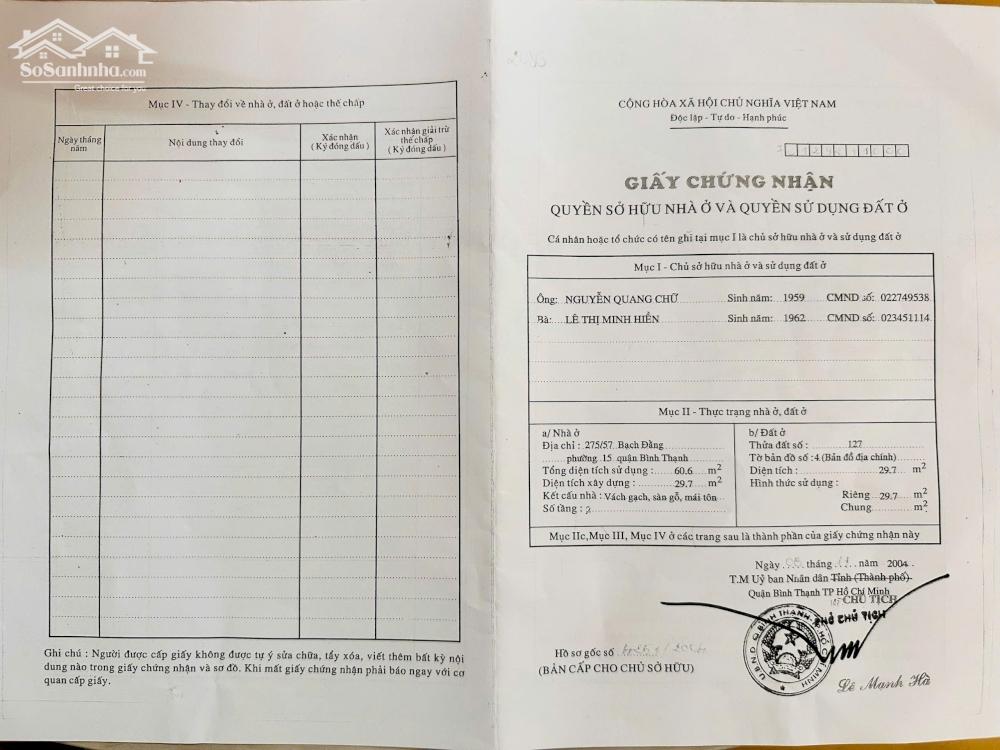 SoSanhnha.com
Great choice for you
Mục IV - Thay đổi về nhà ở, đất ở hoặc thế chấp
Ngày tháng năm
Nội dung thay đổi
Xác nhận
( Ký đóng dấu )
Xác nhận giải trừ thế chấp
( Ký đóng dấu )
Ghi chú : Người được cấp giấy không được tự ý sửa chữa, tẩy xóa, viết thêm bất kỳ nội
dung nào trong giấy chứng nhận và sơ đồ. Khi mất giấy chứng nhận phải báo ngay với cơ
quan cấp giấy.
CỘNG HÒA XÃ HỘI CHỦ NGHĨA VIỆT NAM
Độc lập - Tự do - Hạnh phúc
GIẤY CHỨNG NHẬN
QUYỀN SỞ HỮU NHÀ Ở VÀ QUYỀN SỬ DỤNG ĐẤT Ở
Cá nhân hoặc tổ chức có tên ghi tại mục I là chủ sở hữu nhà ở và sử dụng đất ở
Mục I - Chủ sở hữu nhà ở và sử dụng đất ở
Ông: NGUYỄN QUANG CHỮ Sinh năm: 1959 CMND số: 022749538
Bà: LÊ THỊ MINH HIỀN Sinh năm: 1962 CMND số: 023451114
Mục II - Thực trạng nhà ở, đất ở
a/ Nhà ở
Địa chỉ : 275/57 Bạch Đằng
phường 15 quận Bình Thạnh
Tổng diện tích sử dụng : 60.6 m2
Diện tích xây dựng : 29.7 m2
Kết cấu nhà : Vách gạch, sàn gỗ, mái tôn
Số tầng : 2
b/ Đất ở
Thửa đất số : 127
Tờ bản đồ số :4 (Bản đồ địa chính)
Diện tích : 29.7 m2
Hình thức sử dụng :
Riêng 29.7 m2
Chung m2
Mục IIc,Mục III, Mục IV ở các trang sau là thành phần của giấy chứng nhận này
Ngày tháng năm 2004
T.M Uỷ ban Nhân dân Tỉnh (Thành phố)
Quận Bình Thạnh TP Hồ Chí Minh
CHỦ TỊCH
PHÓ CHỦ TỊCH
Hồ sơ gốc số
(BẢN CẤP CHO CHỦ SỞ HỮU)
Lê Mạnh Hà